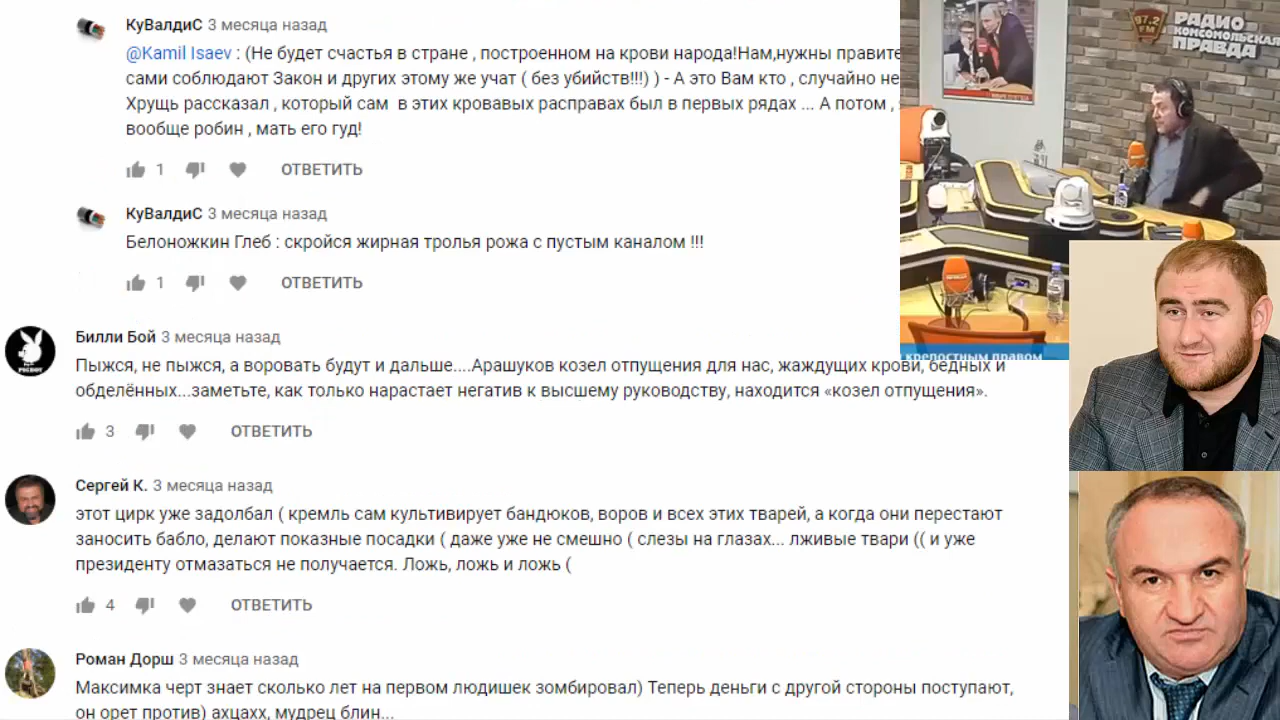 КуВалдиС 3 месяца назад
@Kamil Isaev : (Не будет счастья в стране , построенном на крови народа!Нам,нужны правите
сами соблюдают Закон и других этому же учат ( без убийств!!!) ) - А это Вам кто , случайно не
Хрущь рассказал , который сам в этих кровавых расправах был в первых рядах ... А потом ,
вообще робин , мать его гуд!
1 ОТВЕТИТЬ
КуВалдиС 3 месяца назад
Белоножкин Глеб : скройся жирная тролья рожа с пустым каналом !!!
1 ОТВЕТИТЬ
Билли Бой 3 месяца назад
Пыжся, не пыжся, а воровать будут и дальше....Арашуков козел отпущения для нас, жаждущих крови, бедных и
обделённых...заметьте, как только нарастает негатив к высшему руководству, находится «козел отпущения».
3 ОТВЕТИТЬ
Сергей К. 3 месяца назад
этот цирк уже задолбал ( кремль сам культивирует бандюков, воров и всех этих тварей, а когда они перестают
заносить бабло, делают показные посадки ( даже уже не смешно ( слезы на глазах... лживые твари (( и уже
президенту отмазаться не получается. Ложь, ложь и ложь (
4 ОТВЕТИТЬ
Роман Дорш 3 месяца назад
Максимка черт знает сколько лет на первом людишек зомбировал) Теперь деньги с другой стороны поступают,
он орет против) ахцахх, мудрец блин...
97.2 FM
РАДИО
КОМСОМОЛЬСКАЯ
ПРАВДА
крепостным правом